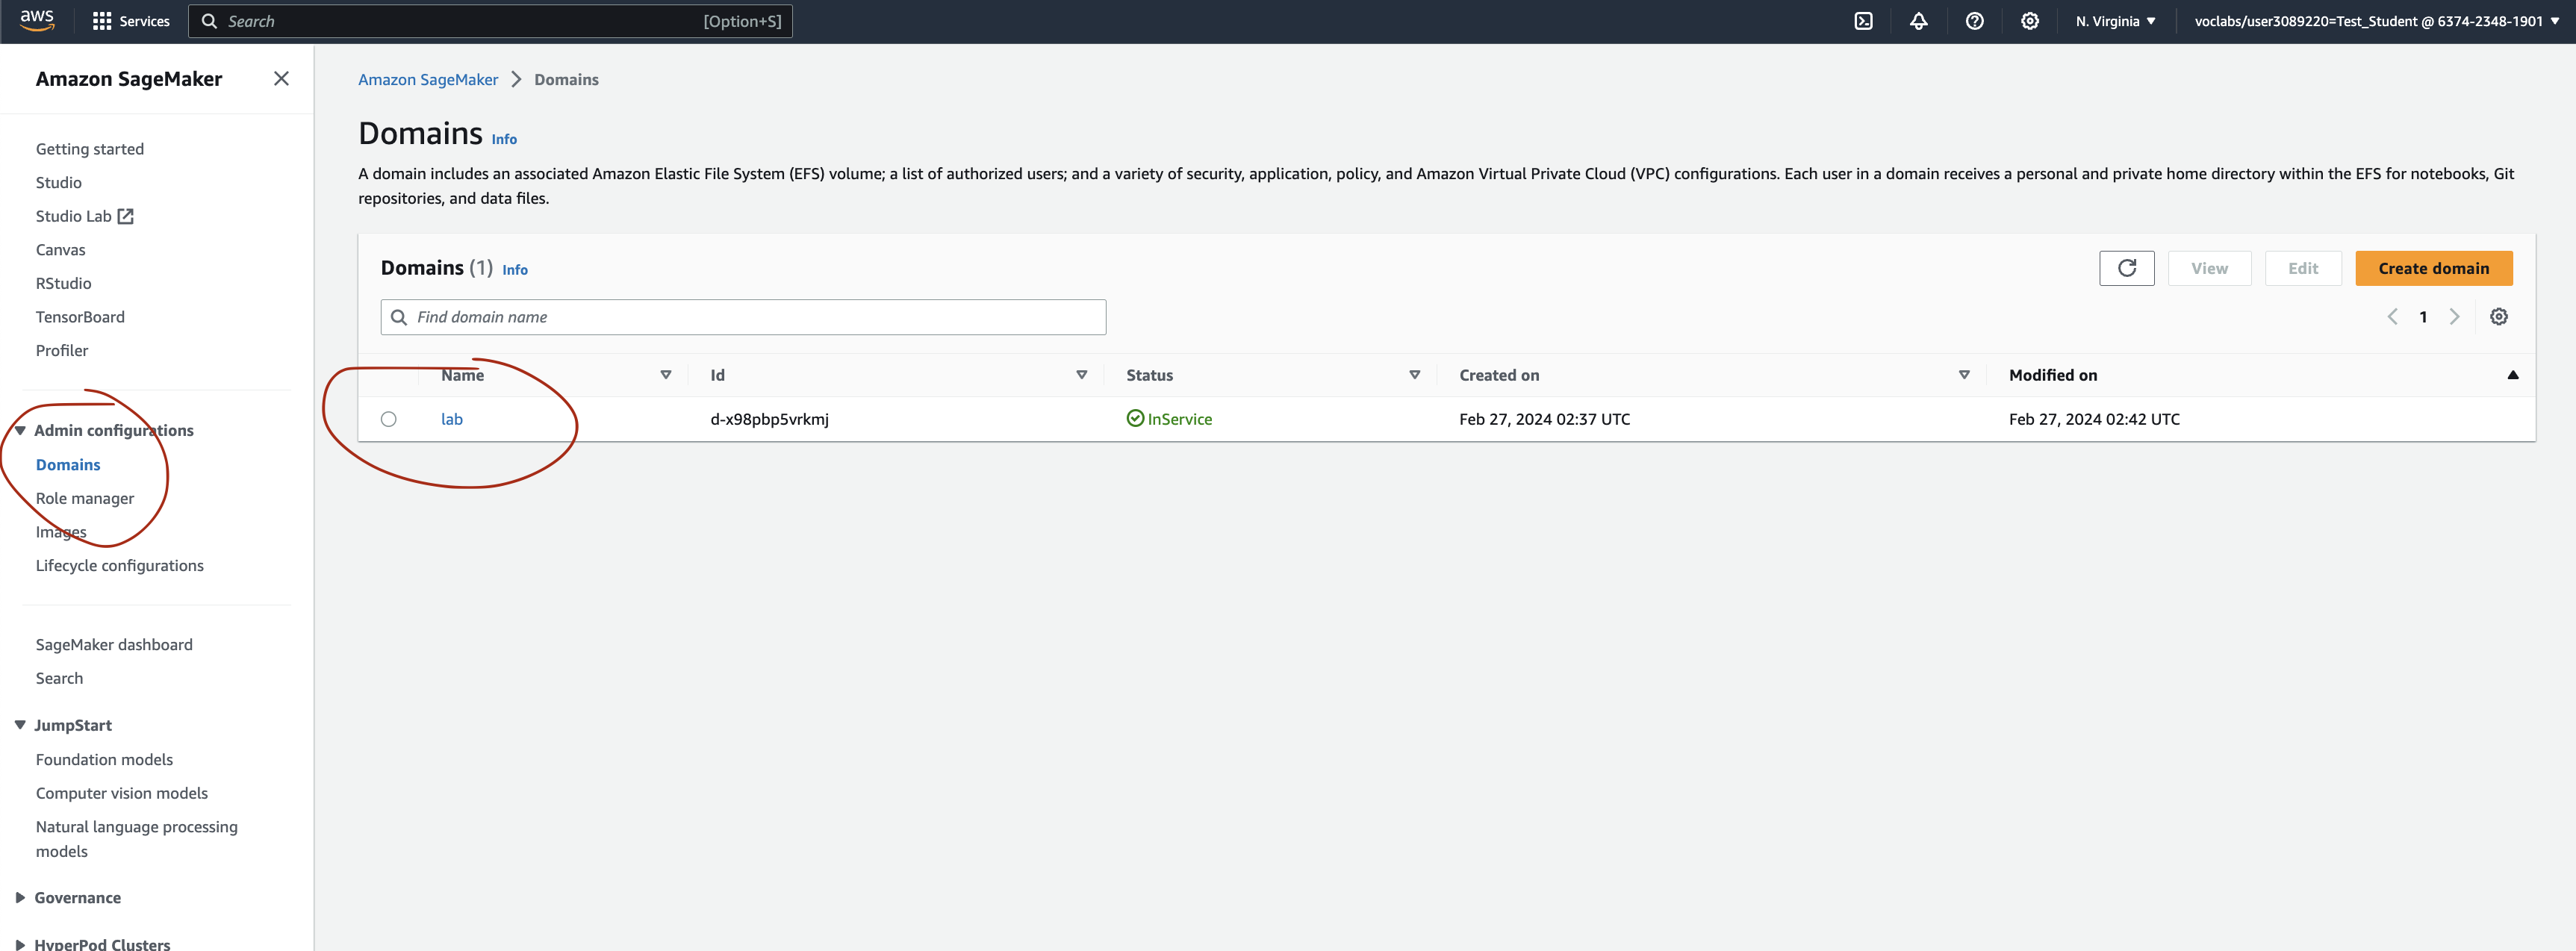 aws
Services
Search
[Option+S]
N. Virginia
voclabs/user3089220=Test_Student @ 6374-2348-1901
Amazon SageMaker
Getting started
Studio
Studio Lab
Canvas
RStudio
TensorBoard
Profiler
Admin configurations
Domains
Role manager
Images
Lifecycle configurations
SageMaker dashboard
Search
JumpStart
Foundation models
Computer vision models
Natural language processing
models
Governance
HyperPod Clusters
Amazon SageMaker
Domains
Domains Info
A domain includes an associated Amazon Elastic File System (EFS) volume; a list of authorized users; and a variety of security, application, policy, and Amazon Virtual Private Cloud (VPC) configurations. Each user in a domain receives a personal and private home directory within the EFS for notebooks, Git
repositories, and data files.
Domains (1) Info
View
Edit
Create domain
Find domain name
1
Name
Id
Status
Created on
Modified on
lab
d-x98pbp5vrkmj
InService
Feb 27, 2024 02:37 UTC
Feb 27, 2024 02:42 UTC